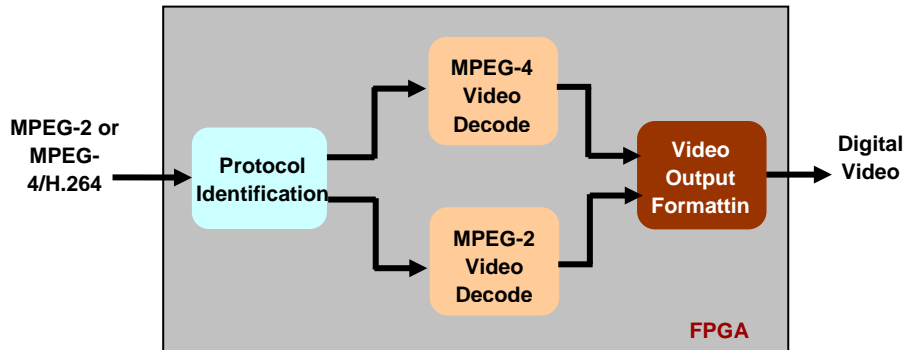 MPEG-2 or
MPEG-
4/H.264
Protocol
Identification
MPEG-4
Video
Decode
MPEG-2
Video
Decode
Video
Output
Formattin
Digital
Video
FPGA